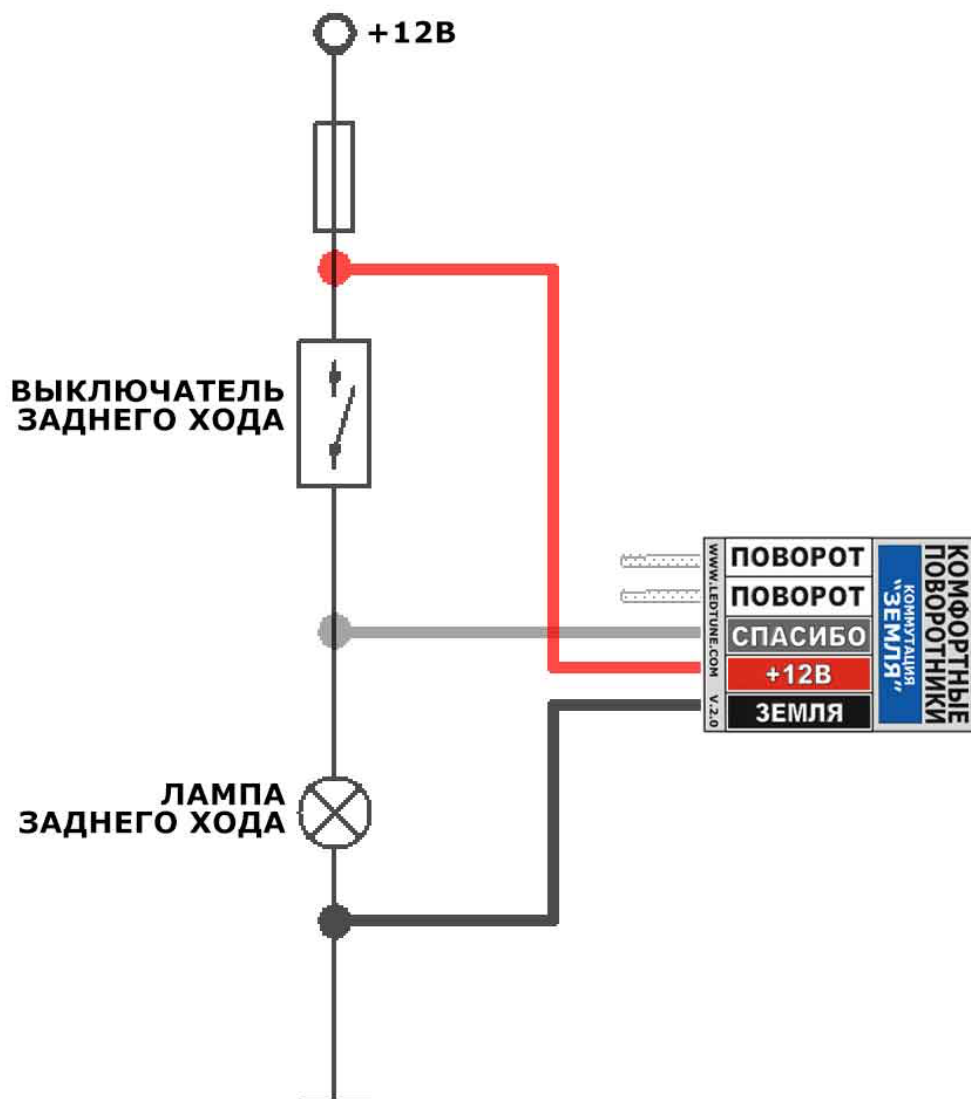 +12В
ВЫКЛЮЧАТЕЛЬ
ЗАДНЕГО ХОДА
ЛАМПА
ЗАДНЕГО ХОДА
WWW.LEDTUNE.COM V.2.0
ПОВОРОТ
ПОВОРОТ
СПАСИБО
+12В
ЗЕМЛЯ
КОММУТАЦИЯ
"ЗЕМЛЯ"
КОМФОРТНЫЕ
ПОВОРОТНИКИ